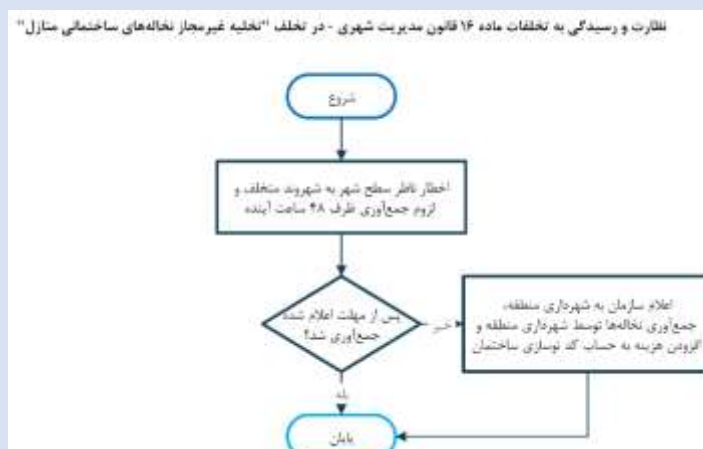 نظارت و رسیدگی به تخلفات ماده ۱۶ قانون مدیریت شهری - در تخلف "تخلیه غیرمجاز نخاله‌های ساختمانی منازل"
شروع
اخطار ناظر سطح شهر به شهروند متخلف و
لزوم جمع‌آوری ظرف ۴۸ ساعت آینده
پس از مهلت اعلام شده
جمع‌آوری شد؟
خیر
اعلام سازمان به شهرداری منطقه،
جمع‌آوری نخاله‌ها توسط شهرداری منطقه و
افزودن هزینه به حساب کد نوسازی ساختمان
بله
پایان